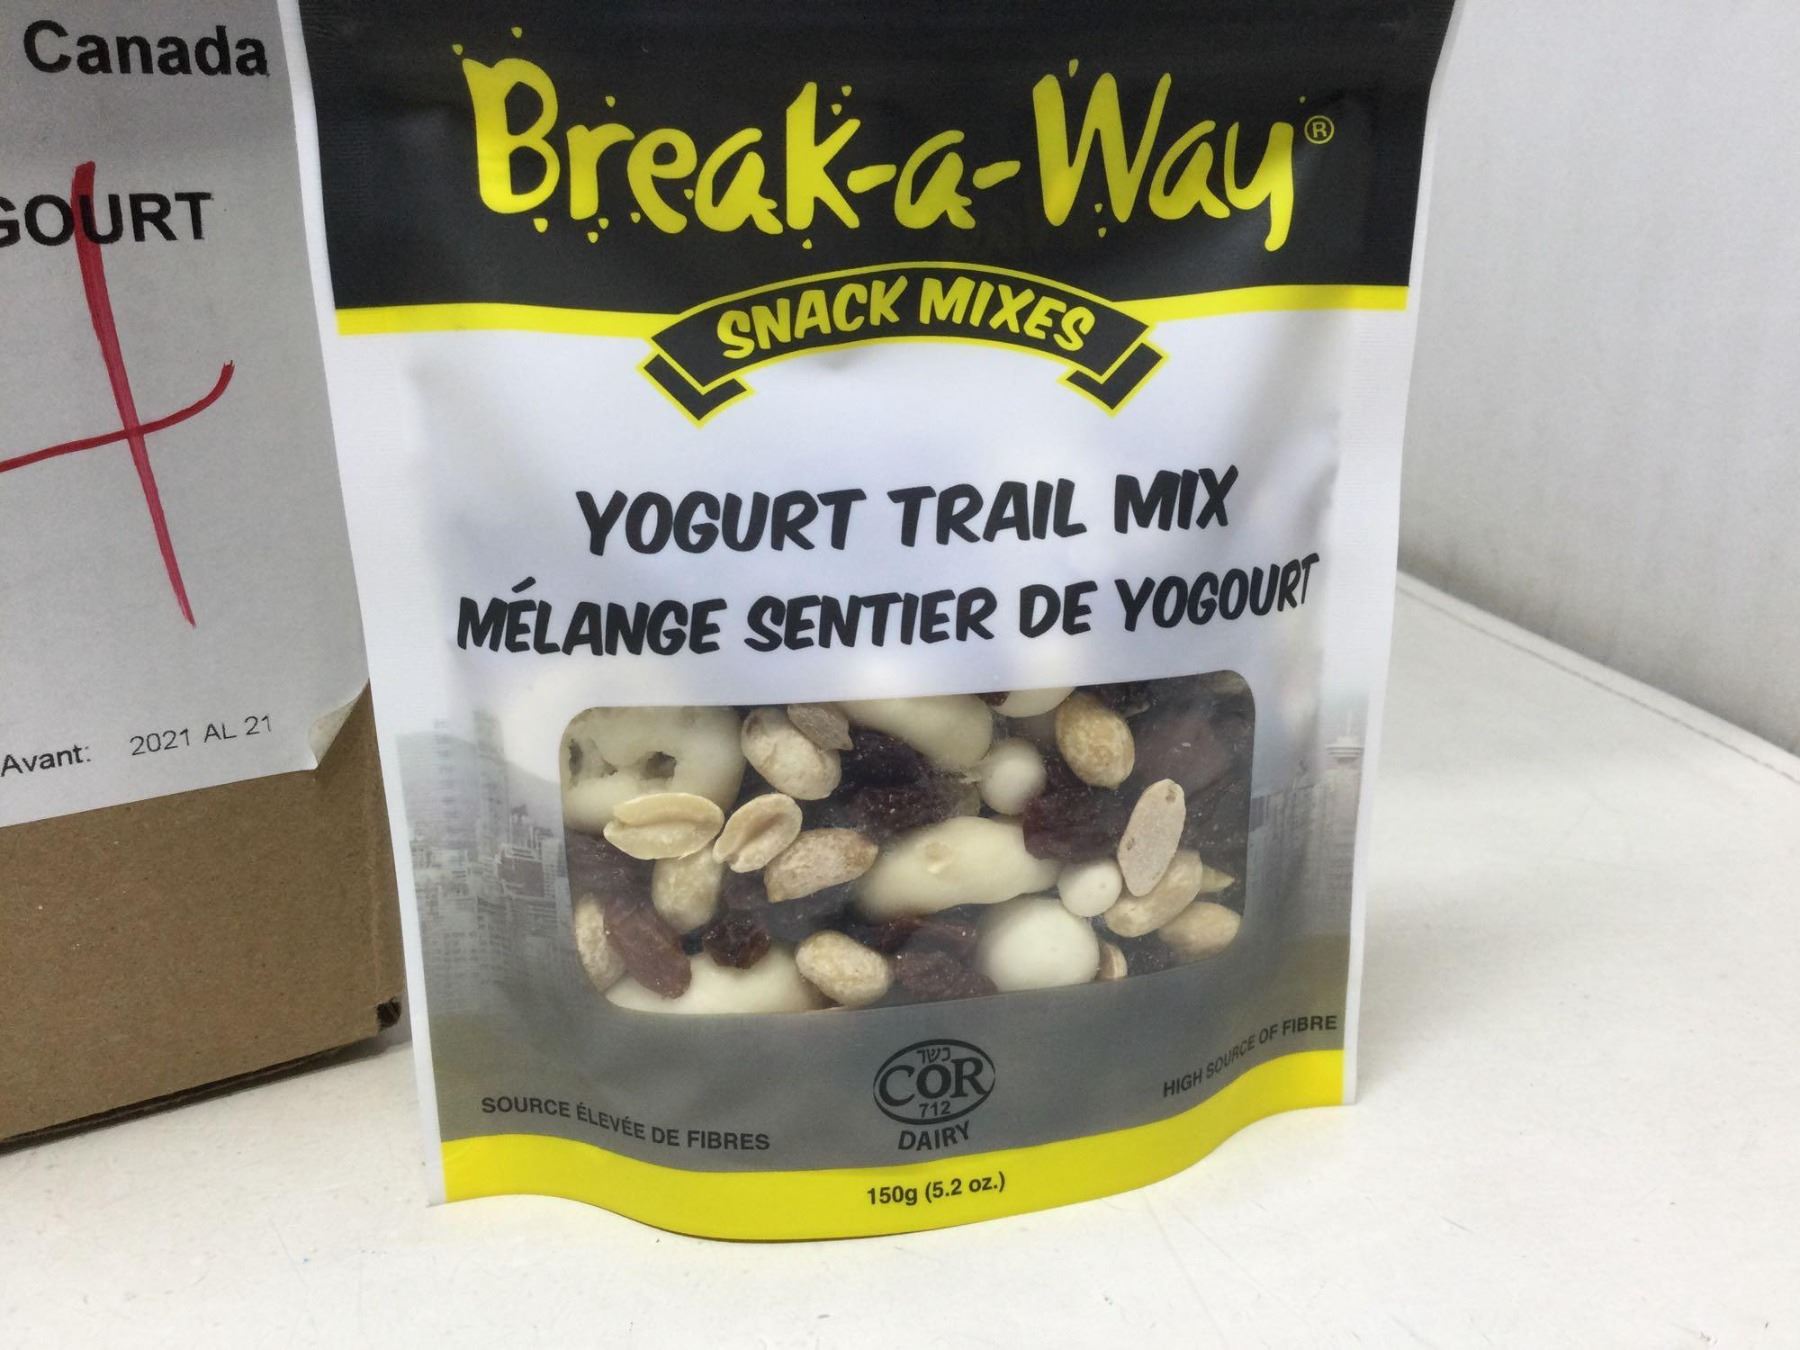 Canada
GOURT
Avant: 2021 AL 21
Break-a-Way®
SNACK MIXES
YOGURT TRAIL MIX
MÉLANGE SENTIER DE YOGOURT
כשר
COR
712
DAIRY
SOURCE ÉLEVÉE DE FIBRES
HIGH SOURCE OF FIBRE
150g (5.2 oz.)